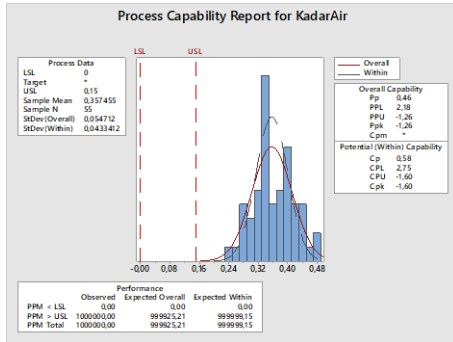 Process Capability Report for KadarAir
LSL USL
Process Data
LSL 0
Target *
USL 0,15
Sample Mean 0,357455
Sample N 55
StDev(Overall) 0,054712
StDev(Within) 0,0433412
Overall
Within
Overall Capability
Pp 0,46
PPL 2,18
PPU -1,26
Ppk -1,26
Cpm *
Potential (Within) Capability
Cp 0,58
CPL 2,75
CPU -1,60
Cpk -1,60
-0,00 0,08 0,16 0,24 0,32 0,40 0,48
Performance
Observed Expected Overall Expected Within
PPM < LSL 0,00 0,00 0,00
PPM > USL 1000000,00 999925,21 999999,15
PPM Total 1000000,00 999925,21 999999,15